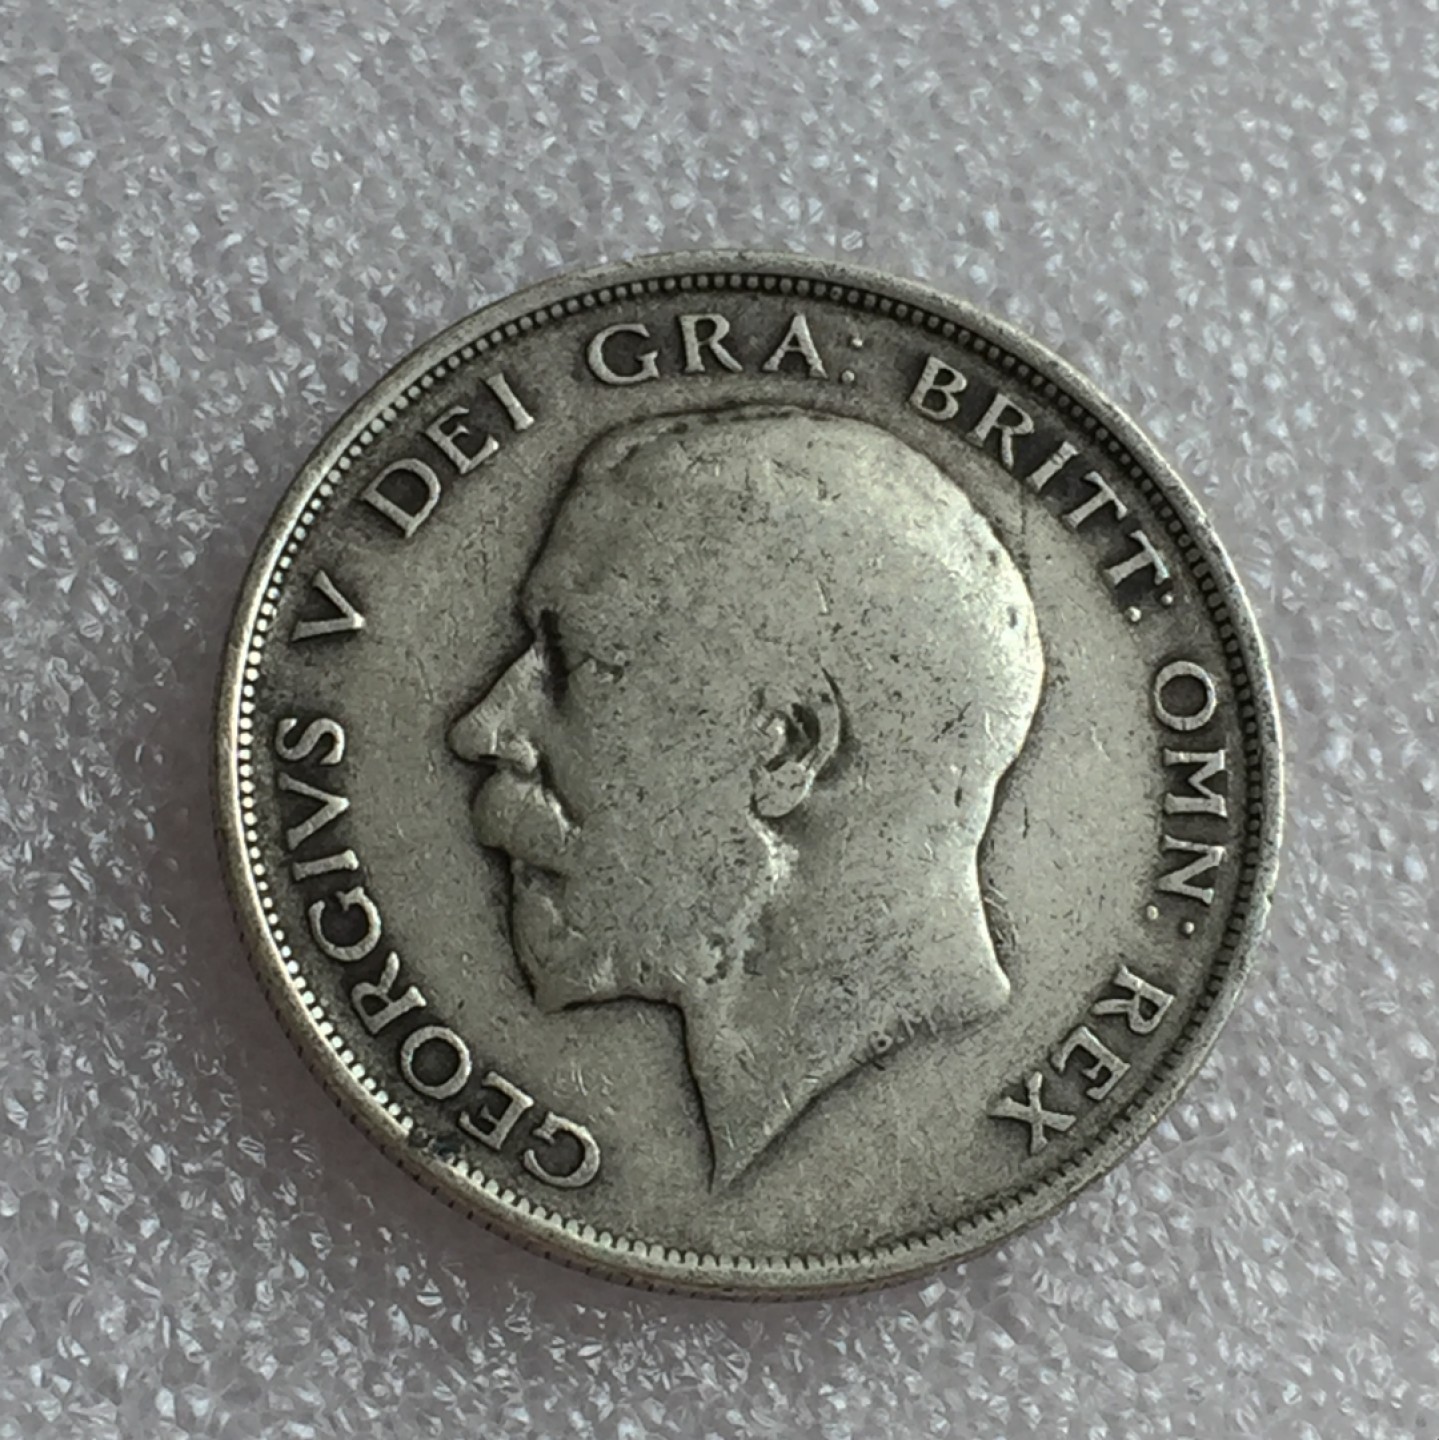 GEORGIVS V DEI GRA: BRITT: OMN: REX
B.M.